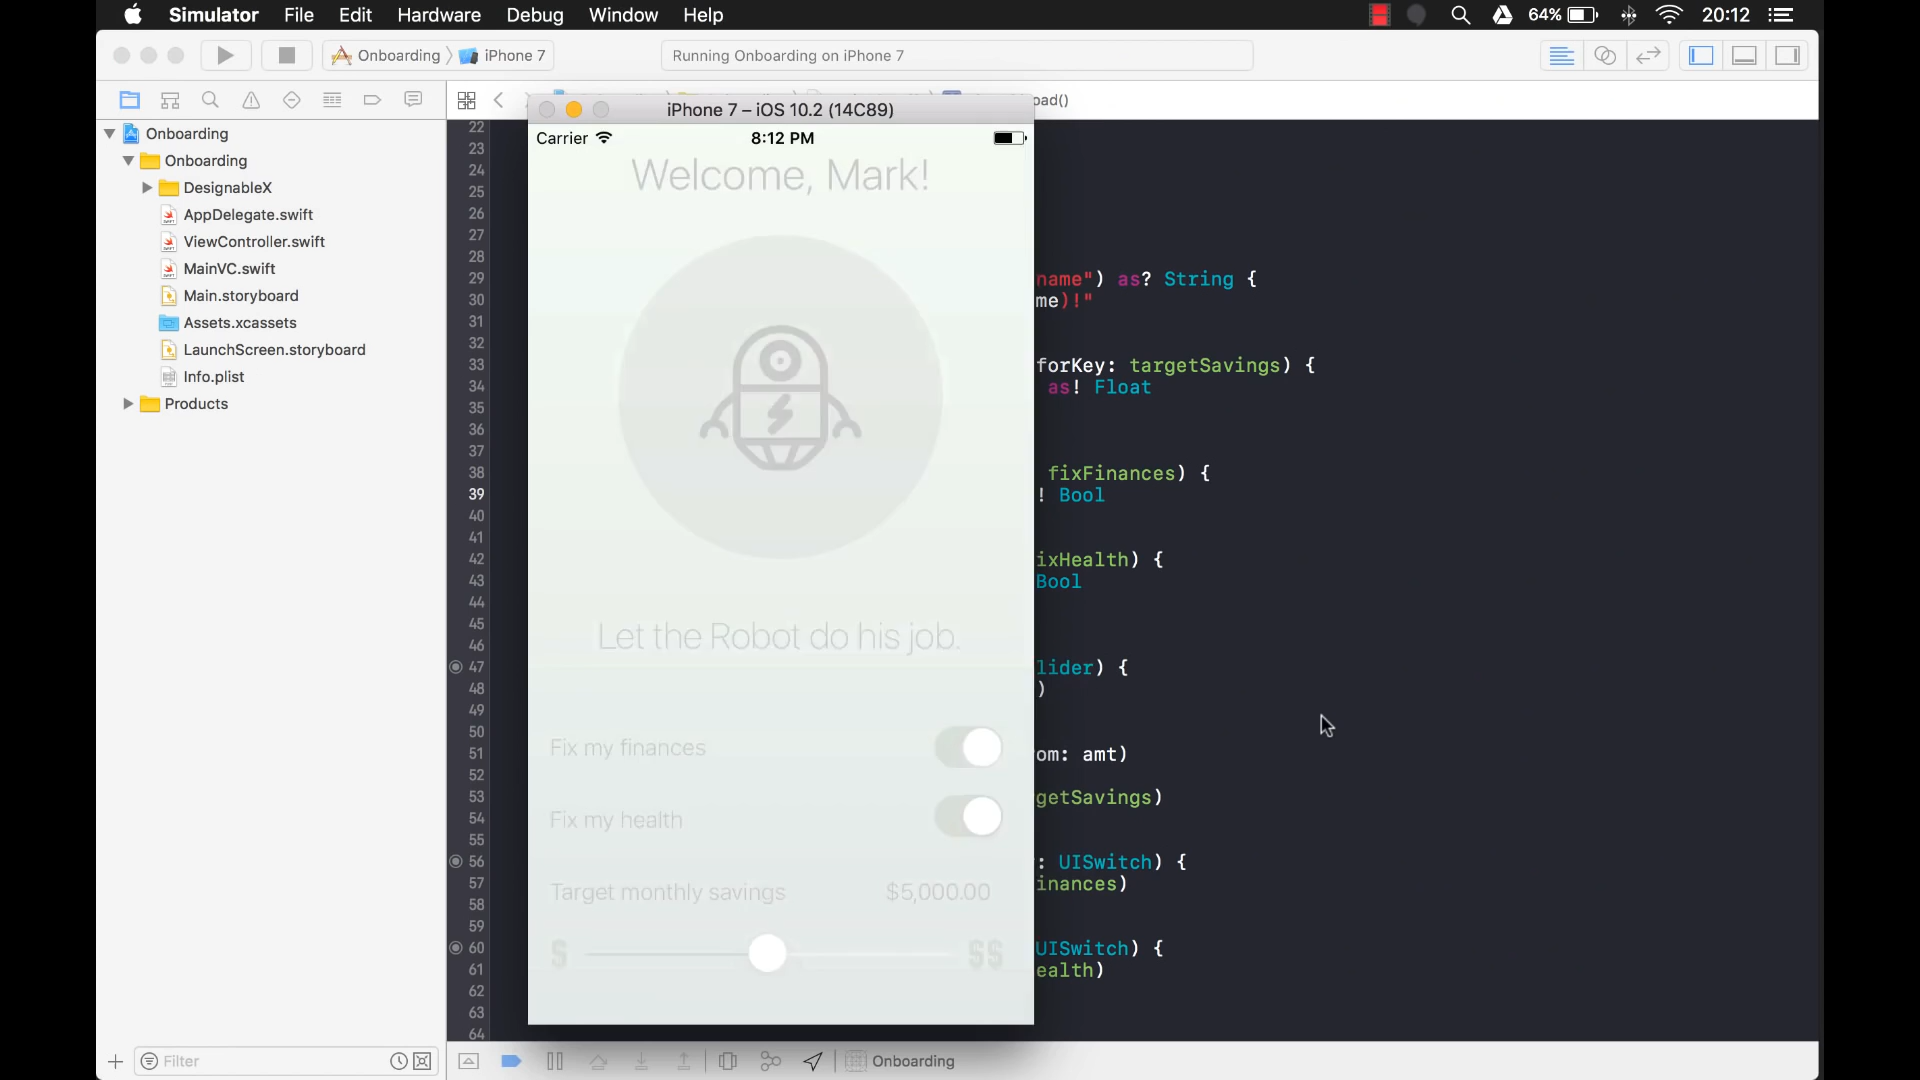 Simulator File Edit Hardware Debug Window Help 64% 20:12
Onboarding iPhone 7 Running Onboarding on iPhone 7
iPhone 7 – iOS 10.2 (14C89)
oad()
Onboarding
Onboarding
DesignableX
AppDelegate.swift
ViewController.swift
MainVC.swift
Main.storyboard
Assets.xcassets
LaunchScreen.storyboard
Info.plist
Products
Filter
Carrier 8:12 PM
Welcome, Mark!
Let the Robot do his job.
Fix my finances
Fix my health
Target monthly savings $5,000.00
$ $$
22
23
24
25
26
27
28
29 name") as? String {
30 me)!"
31
32
33 forKey: targetSavings) {
34 as! Float
35
36
37
38 fixFinances) {
39 ! Bool
40
41
42 ixHealth) {
43 Bool
44
45
46
47 lider) {
48 )
49
50
51 om: amt)
52
53 getSavings)
54
55
56 : UISwitch) {
57 inances)
58
59
60 UISwitch) {
61 ealth)
62
63
64
Onboarding